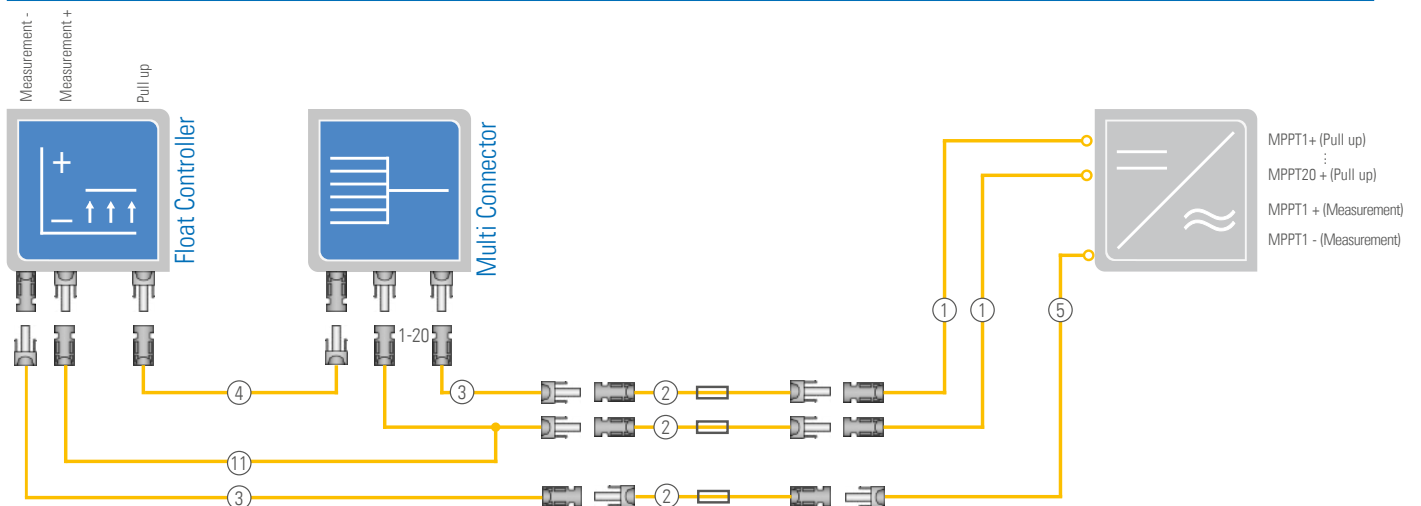 Measurement -
Measurement +
Pull up
Float Controller
Multi Connector
MPPT1+ (Pull up)
⋮
MPPT20 + (Pull up)
MPPT1 + (Measurement)
MPPT1 - (Measurement)
1-20
1
1
5
4
3
2
2
11
3
2